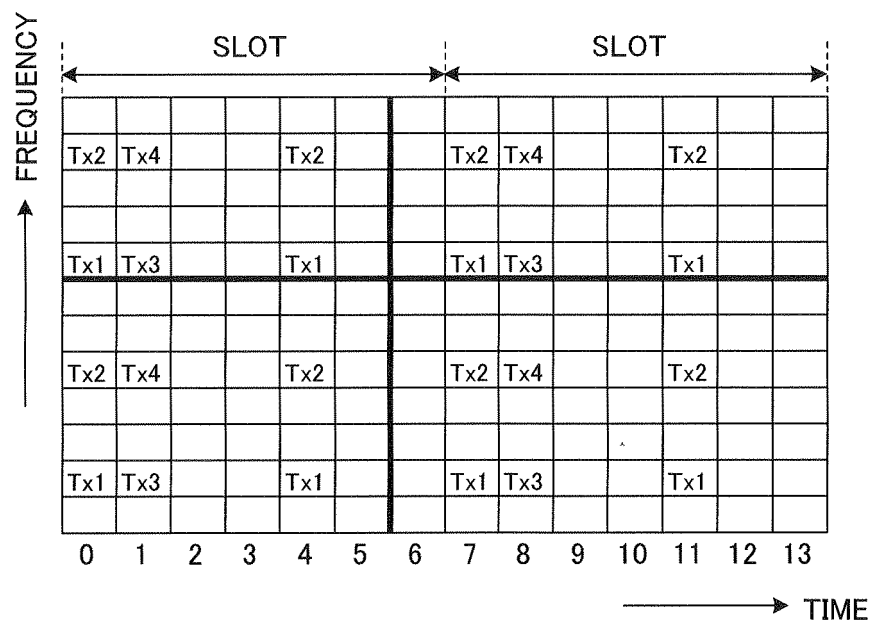 FREQUENCY
SLOT SLOT
Tx2 Tx4 Tx2 Tx2 Tx4 Tx2
Tx1 Tx3 Tx1 Tx1 Tx3 Tx1
Tx2 Tx4 Tx2 Tx2 Tx4 Tx2
Tx1 Tx3 Tx1 Tx1 Tx3 Tx1
0 1 2 3 4 5 6 7 8 9 10 11 12 13
TIME